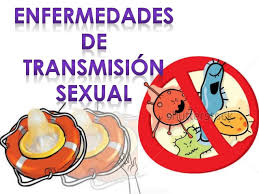 ENFERMEDADES
DE
TRANSMISIÓN
SEXUAL